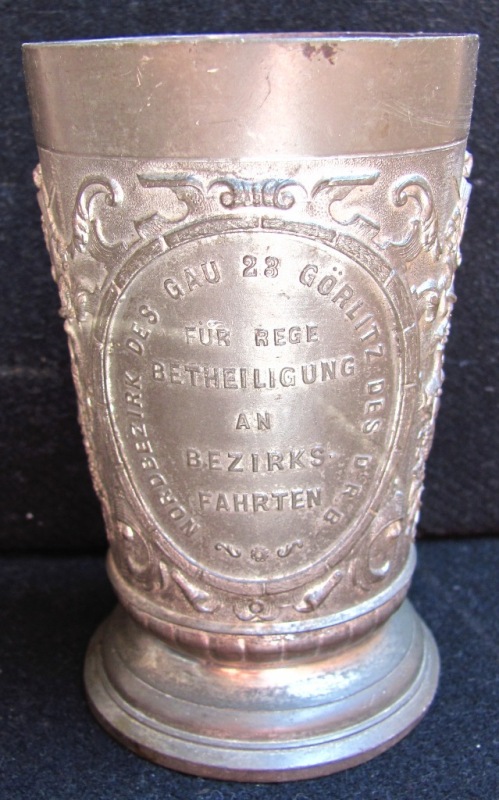 NORDBEZIRK DES GAU 23 GÖRLITZ DES D.R.B.
FÜR REGE
BETHEILIGUNG
AN
BEZIRKS
FAHRTEN